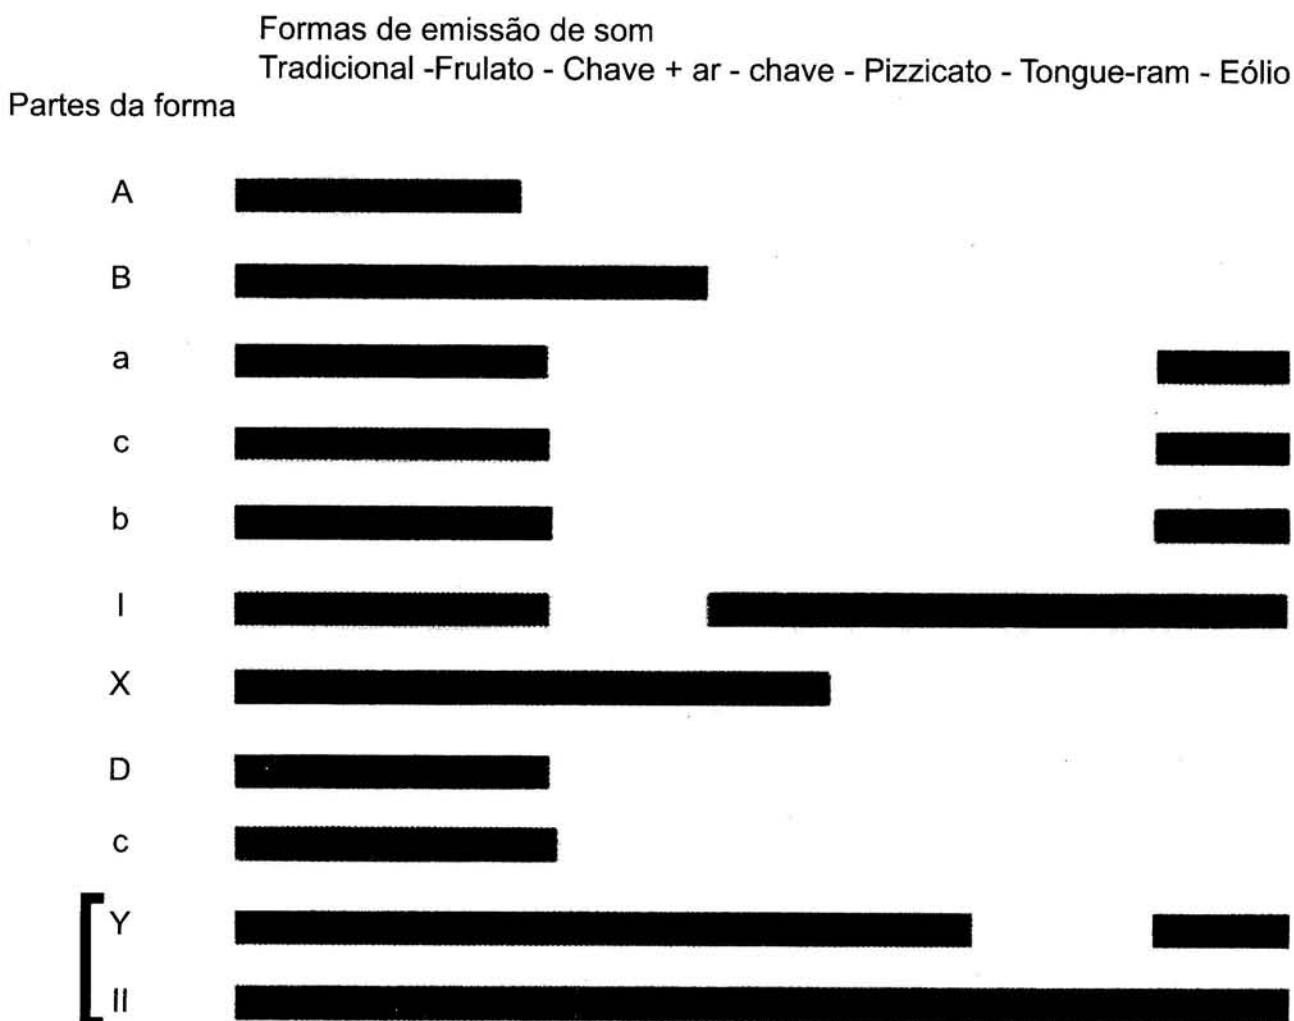 Formas de emissão de som
Tradicional -Frulato - Chave + ar - chave - Pizzicato - Tongue-ram - Eólio
Partes da forma
A
B
a
c
b
I
X
D
c
Y
II